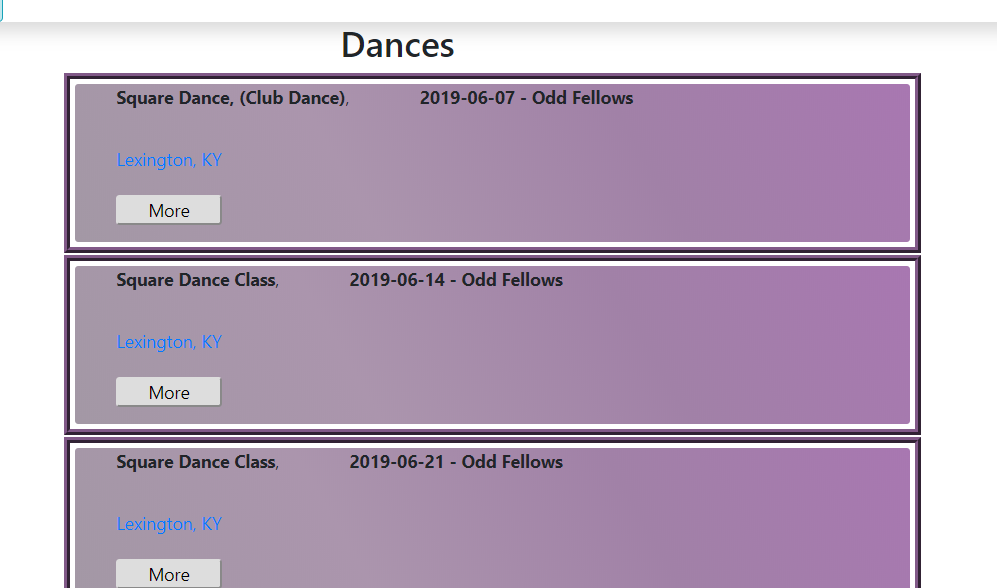 Dances
Square Dance, (Club Dance), 2019-06-07 - Odd Fellows
Lexington, KY
More
Square Dance Class, 2019-06-14 - Odd Fellows
Lexington, KY
More
Square Dance Class, 2019-06-21 - Odd Fellows
Lexington, KY
More